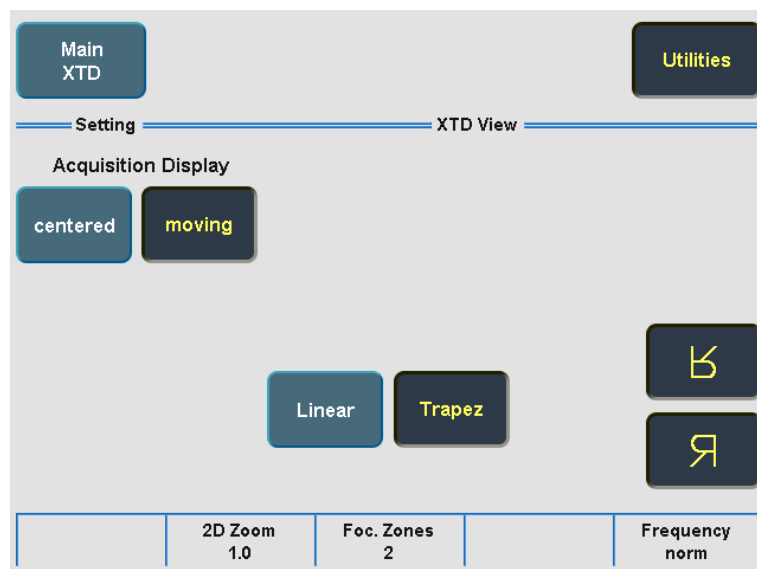 Main
XTD
Utilities
Setting
XTD View
Acquisition Display
centered
moving
Linear
Trapez
R
Я
2D Zoom
1.0
Foc. Zones
2
Frequency
norm